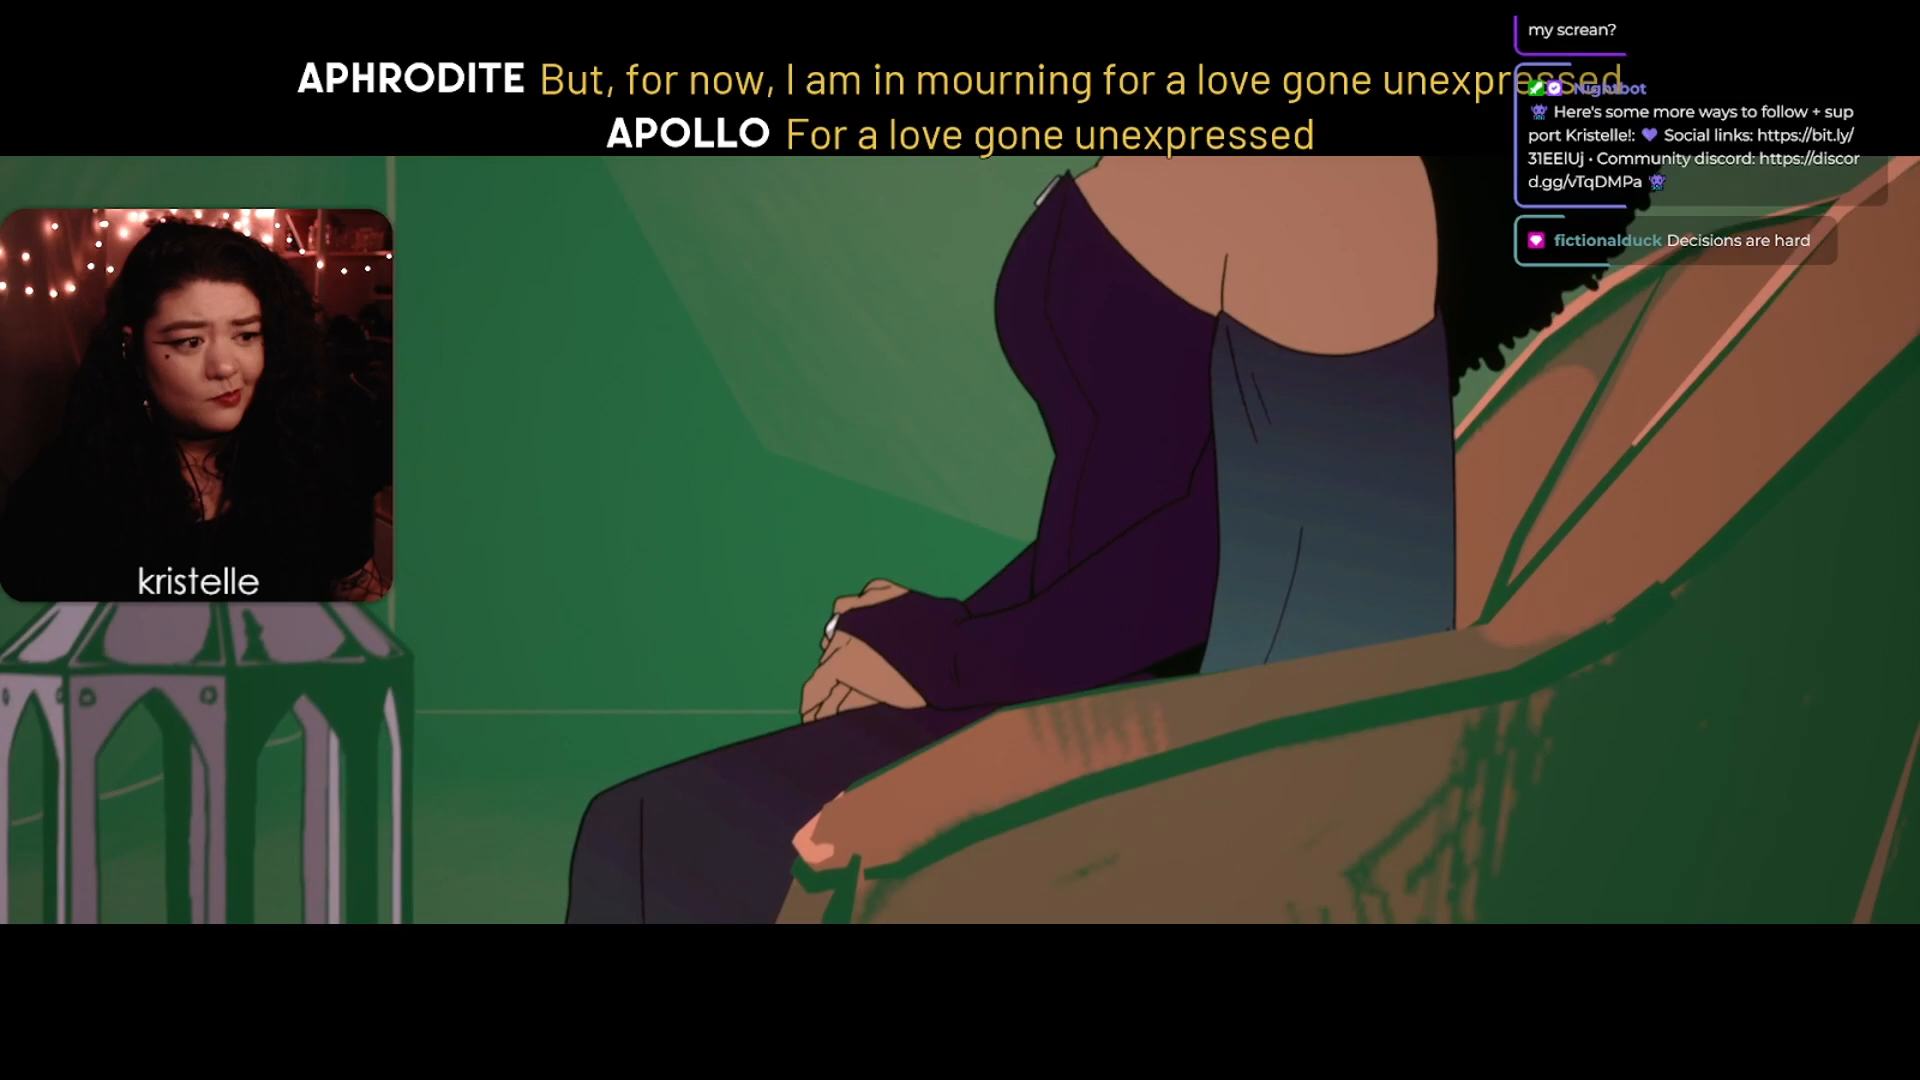 APHRODITE But, for now, I am in mourning for a love gone unexpressed
APOLLO For a love gone unexpressed
my screan?
Nightbot
Here's some more ways to follow + sup
port Kristelle!: 💜 Social links: https://bit.ly/
31EElUj · Community discord: https://discor
d.gg/vTqDMPa
fictionalduck Decisions are hard
kristelle